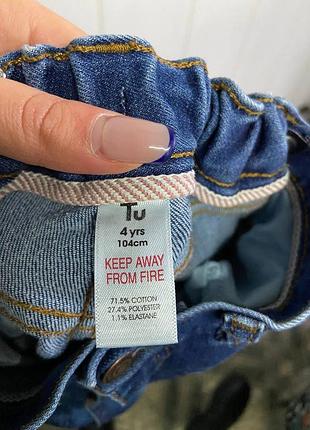 Tu
4 yrs
104cm
KEEP AWAY
FROM FIRE
71.5% COTTON
27.4% POLYESTER
1.1% ELASTANE